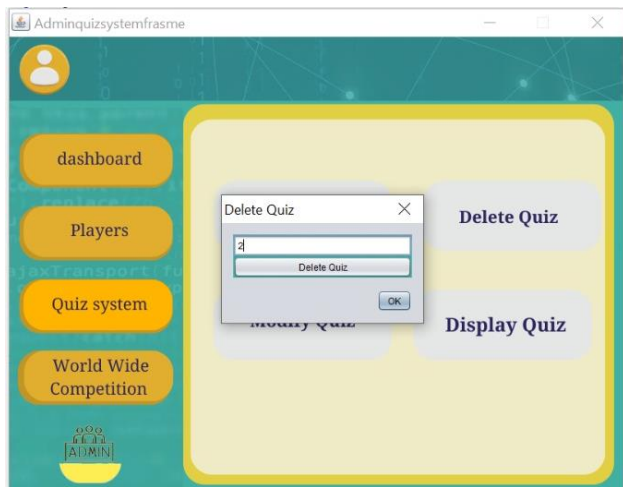 Adminquizsystemfrasme
dashboard
Players
Quiz system
World Wide
Competition
ADMIN
Delete Quiz
2
Delete Quiz
OK
Delete Quiz
Modify Quiz
Display Quiz